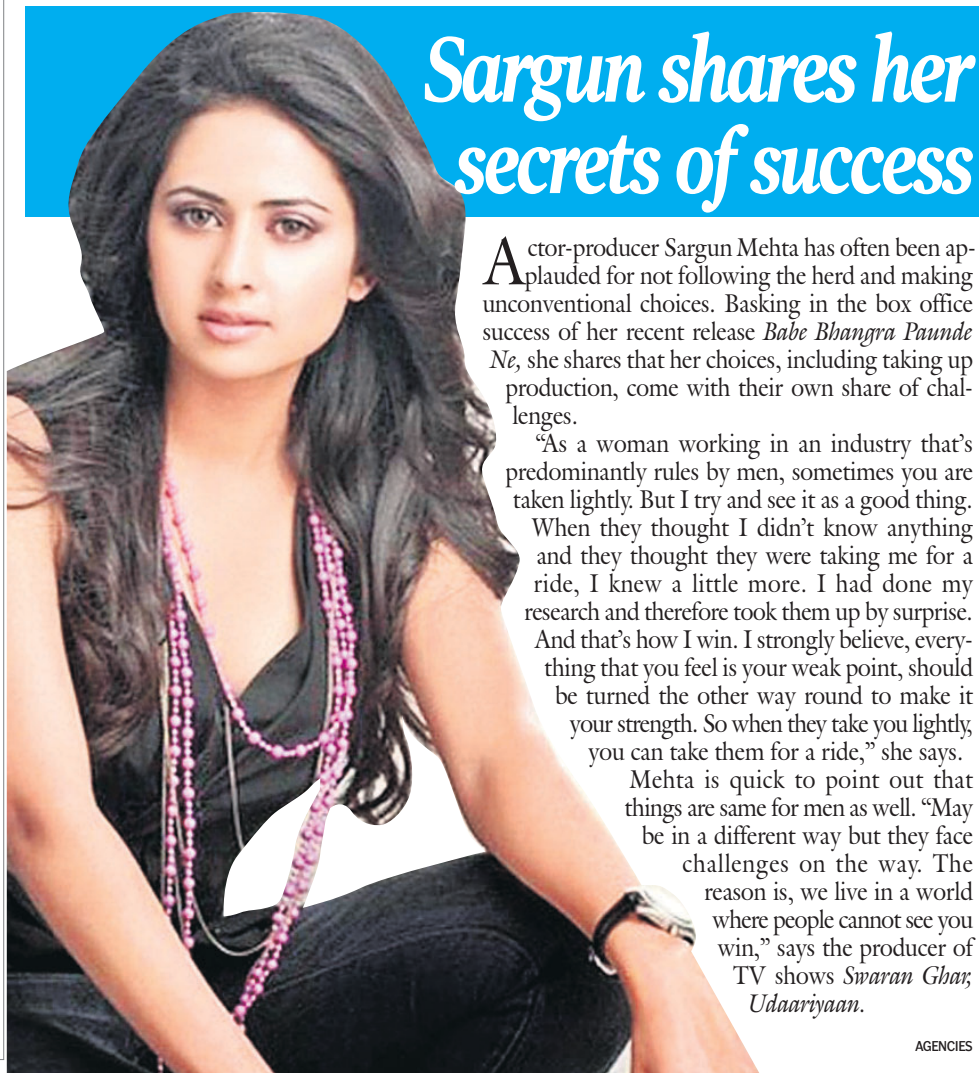 Sargun shares her
secrets of success
Actor-producer Sargun Mehta has often been ap-
plauded for not following the herd and making
unconventional choices. Basking in the box office
success of her recent release Babe Bhangra Paunde
Ne, she shares that her choices, including taking up
production, come with their own share of chal-
lenges.
“As a woman working in an industry that’s
predominantly rules by men, sometimes you are
taken lightly. But I try and see it as a good thing.
When they thought I didn’t know anything
and they thought they were taking me for a
ride, I knew a little more. I had done my
research and therefore took them up by surprise.
And that’s how I win. I strongly believe, every-
thing that you feel is your weak point, should
be turned the other way round to make it
your strength. So when they take you lightly,
you can take them for a ride,” she says.
Mehta is quick to point out that
things are same for men as well. “May
be in a different way but they face
challenges on the way. The
reason is, we live in a world
where people cannot see you
win,” says the producer of
TV shows Swaran Ghar,
Udaariyaan.
AGENCIES